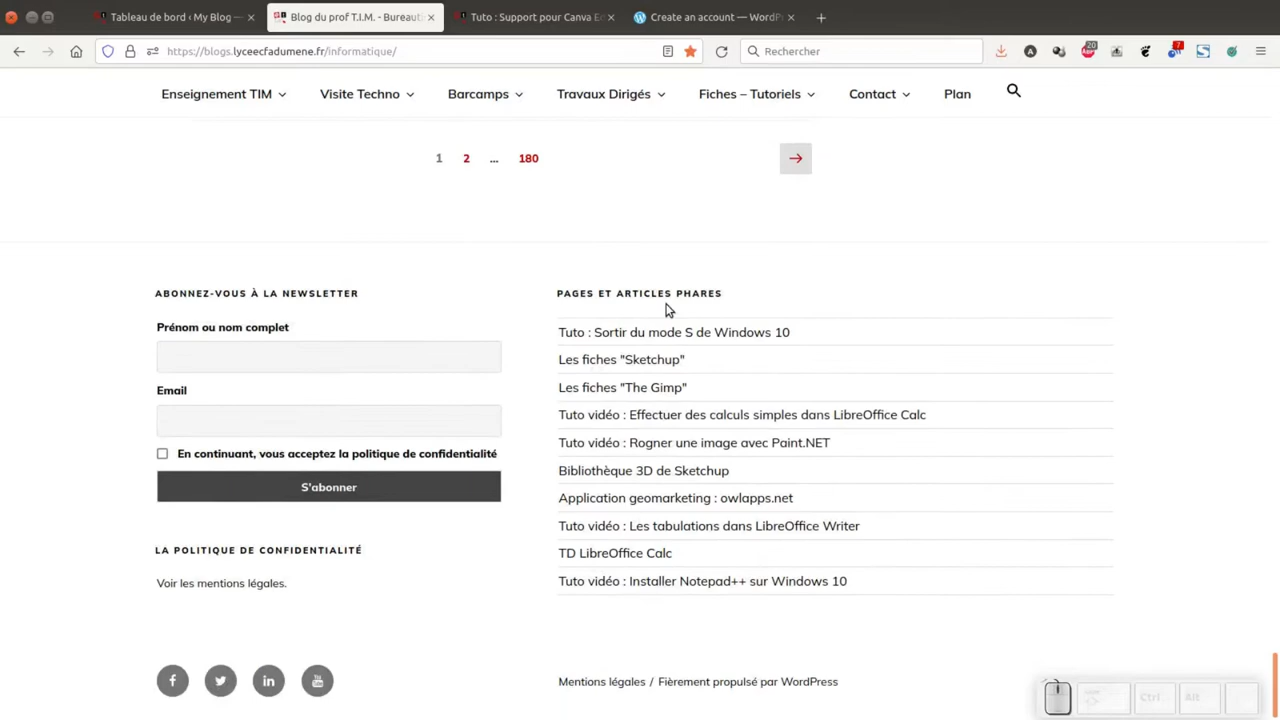 Tableau de bord ‹ My Blog —
Blog du prof T.I.M. - Bureauti
Tuto : Support pour Canva Ed
Create an account — WordPr
https://blogs.lyceecfadumene.fr/informatique/
Rechercher
20
7
Enseignement TIM
Visite Techno
Barcamps
Travaux Dirigés
Fiches – Tutoriels
Contact
Plan
1 2 … 180 →
ABONNEZ-VOUS À LA NEWSLETTER
Prénom ou nom complet
Email
En continuant, vous acceptez la politique de confidentialité
S'abonner
LA POLITIQUE DE CONFIDENTIALITÉ
Voir les mentions légales.
PAGES ET ARTICLES PHARES
Tuto : Sortir du mode S de Windows 10
Les fiches "Sketchup"
Les fiches "The Gimp"
Tuto vidéo : Effectuer des calculs simples dans LibreOffice Calc
Tuto vidéo : Rogner une image avec Paint.NET
Bibliothèque 3D de Sketchup
Application geomarketing : owlapps.net
Tuto vidéo : Les tabulations dans LibreOffice Writer
TD LibreOffice Calc
Tuto vidéo : Installer Notepad++ sur Windows 10
Mentions légales / Fièrement propulsé par WordPress
Ctrl
Alt